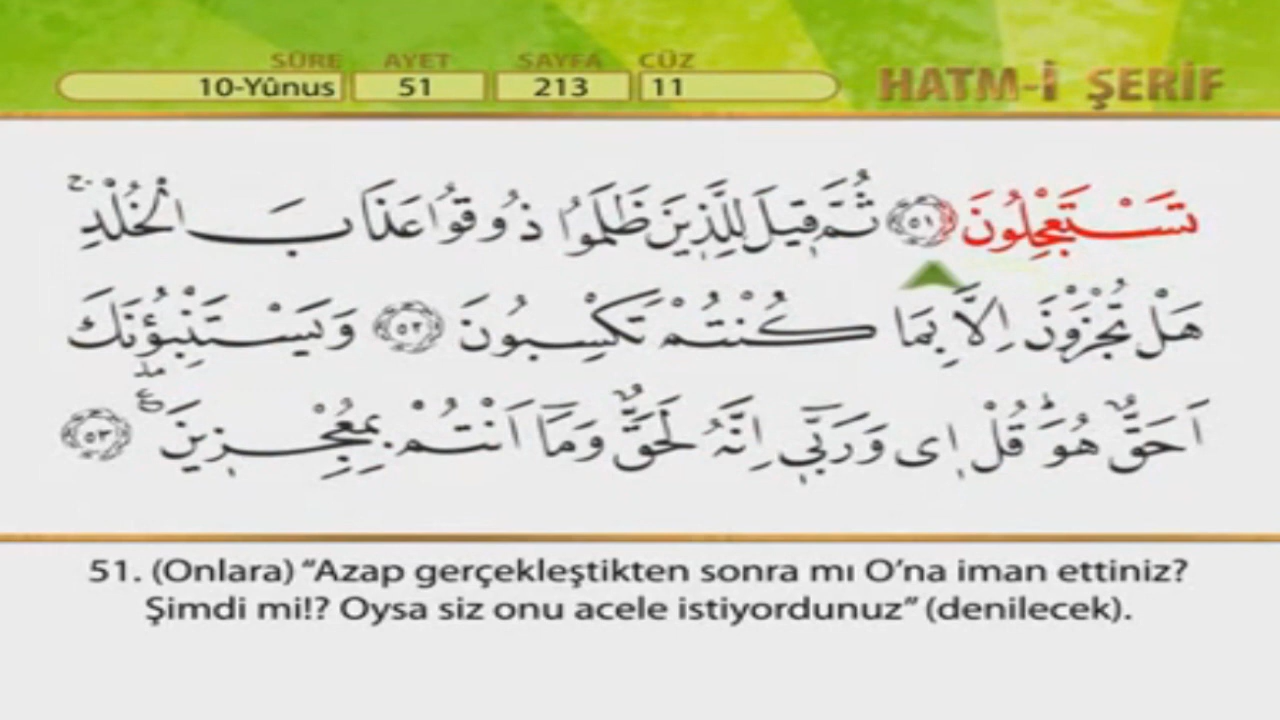 SÛRE AYET SAYFA CÜZ
10-Yûnus 51 213 11 HATM-İ ŞERİF
تَسْتَعْجِلُونَ ﴿٥١﴾ ثُمَّ قٖيلَ لِلَّذٖينَ ظَلَمُوا ذُوقُوا عَذَابَ الْخُلْدِۚ
هَلْ تُجْزَوْنَ اِلَّا بِمَا كُنْتُمْ تَكْسِبُونَ ﴿٥٢﴾ وَيَسْتَنْبِؤُ۫نَكَ
اَحَقٌّ هُوَۜ قُلْ اٖى وَرَبّٖٓى اِنَّهُ لَحَقٌّۜ وَمَٓا اَنْتُمْ بِمُعْجِزٖينَ ﴿٥٣﴾
51. (Onlara) “Azap gerçekleştikten sonra mı O’na iman ettiniz?
Şimdi mi!? Oysa siz onu acele istiyordunuz” (denilecek).